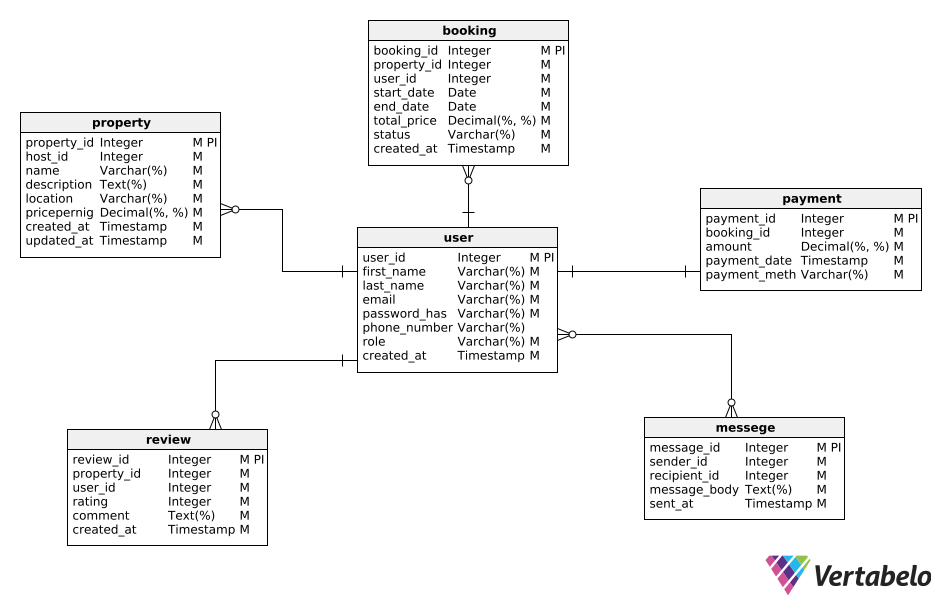 booking
booking_id Integer M PI
property_id Integer M
user_id Integer M
start_date Date M
end_date Date M
total_price Decimal(%, %) M
status Varchar(%) M
created_at Timestamp M
property
property_id Integer M PI
host_id Integer M
name Varchar(%) M
description Text(%) M
location Varchar(%) M
pricepernig Decimal(%, %) M
created_at Timestamp M
updated_at Timestamp M
payment
payment_id Integer M PI
booking_id Integer M
amount Decimal(%, %) M
payment_date Timestamp M
payment_meth Varchar(%) M
user
user_id Integer M PI
first_name Varchar(%) M
last_name Varchar(%) M
email Varchar(%) M
password_has Varchar(%) M
phone_number Varchar(%)
role Varchar(%) M
created_at Timestamp M
review
review_id Integer M PI
property_id Integer M
user_id Integer M
rating Integer M
comment Text(%) M
created_at Timestamp M
messege
message_id Integer M PI
sender_id Integer M
recipient_id Integer M
message_body Text(%) M
sent_at Timestamp M
Vertabelo